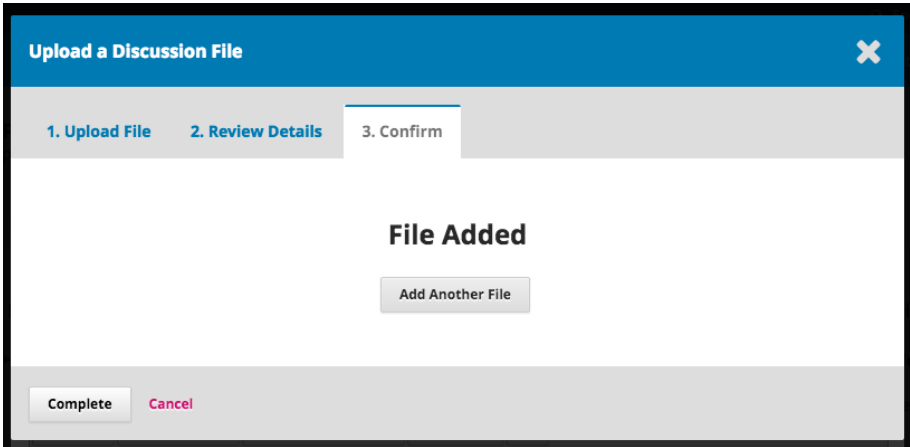 Upload a Discussion File
1. Upload File 2. Review Details 3. Confirm
File Added
Add Another File
Complete Cancel